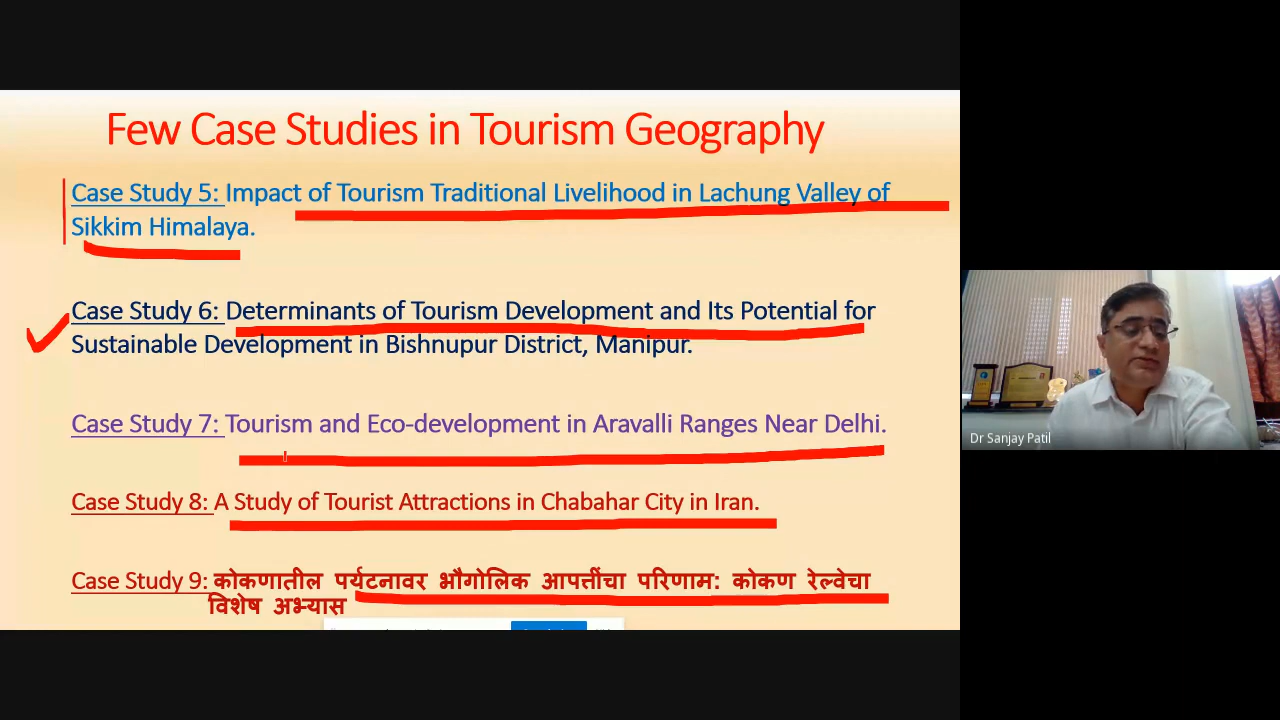 Few Case Studies in Tourism Geography
Case Study 5: Impact of Tourism Traditional Livelihood in Lachung Valley of
Sikkim Himalaya.
Case Study 6: Determinants of Tourism Development and Its Potential for
Sustainable Development in Bishnupur District, Manipur.
Case Study 7: Tourism and Eco-development in Aravalli Ranges Near Delhi.
Case Study 8: A Study of Tourist Attractions in Chabahar City in Iran.
Case Study 9: कोकणातील पर्यटनावर भौगोलिक आपत्तींचा परिणाम: कोकण रेल्वेचा
विशेष अभ्यास
Dr Sanjay Patil